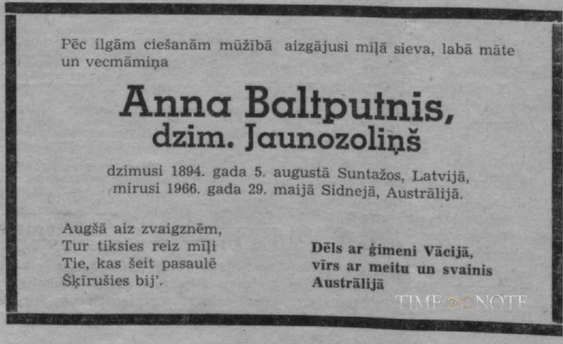 Pēc ilgām ciešanām mūžībā aizgājusi mīļā sieva, labā māte
un vecmāmiņa
Anna Baltputnis,
dzim. Jaunozoliņš
dzimusi 1894. gada 5. augustā Suntažos, Latvijā,
mirusi 1966. gada 29. maijā Sidnejā, Austrālijā.
Augšā aiz zvaigznēm,
Tur tiksies reiz mīļi
Tie, kas šeit pasaulē
Šķīrušies bij'.
Dēls ar ģimeni Vācijā,
vīrs ar meitu un svainis
Austrālijā
TIME NOTE